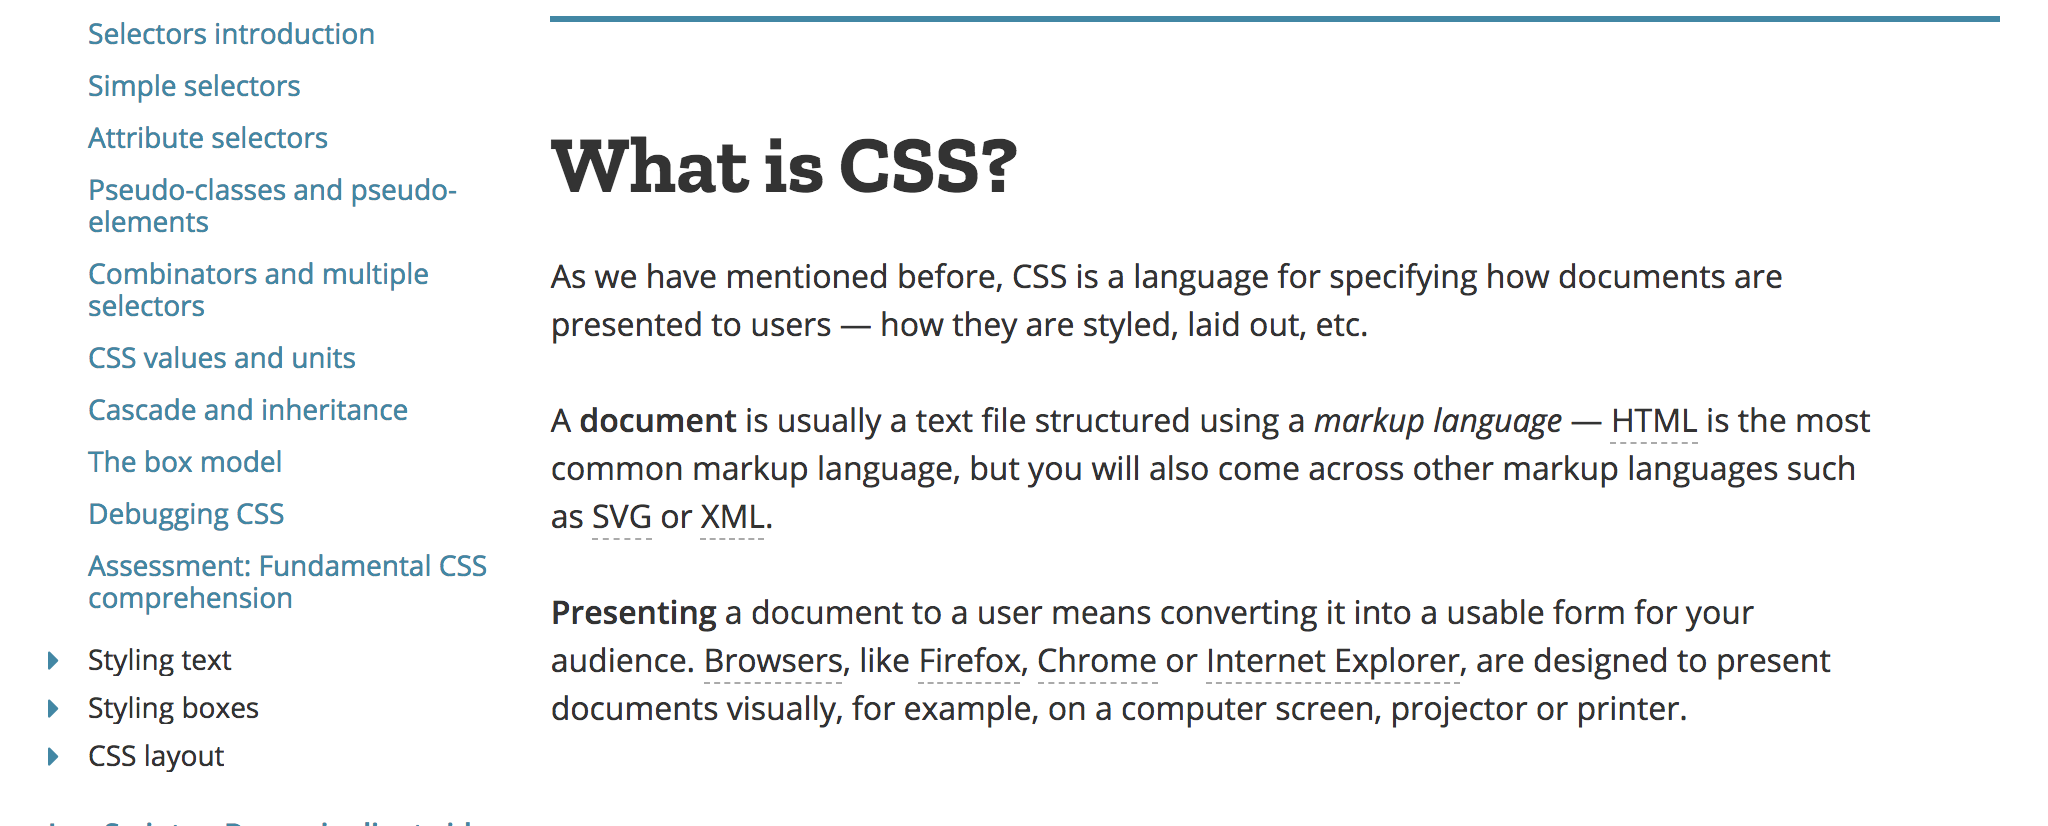 Selectors introduction
Simple selectors
Attribute selectors
Pseudo-classes and pseudo-
elements
Combinators and multiple
selectors
CSS values and units
Cascade and inheritance
The box model
Debugging CSS
Assessment: Fundamental CSS
comprehension
Styling text
Styling boxes
CSS layout
What is CSS?
As we have mentioned before, CSS is a language for specifying how documents are
presented to users — how they are styled, laid out, etc.
A document is usually a text file structured using a markup language — HTML is the most
common markup language, but you will also come across other markup languages such
as SVG or XML.
Presenting a document to a user means converting it into a usable form for your
audience. Browsers, like Firefox, Chrome or Internet Explorer, are designed to present
documents visually, for example, on a computer screen, projector or printer.